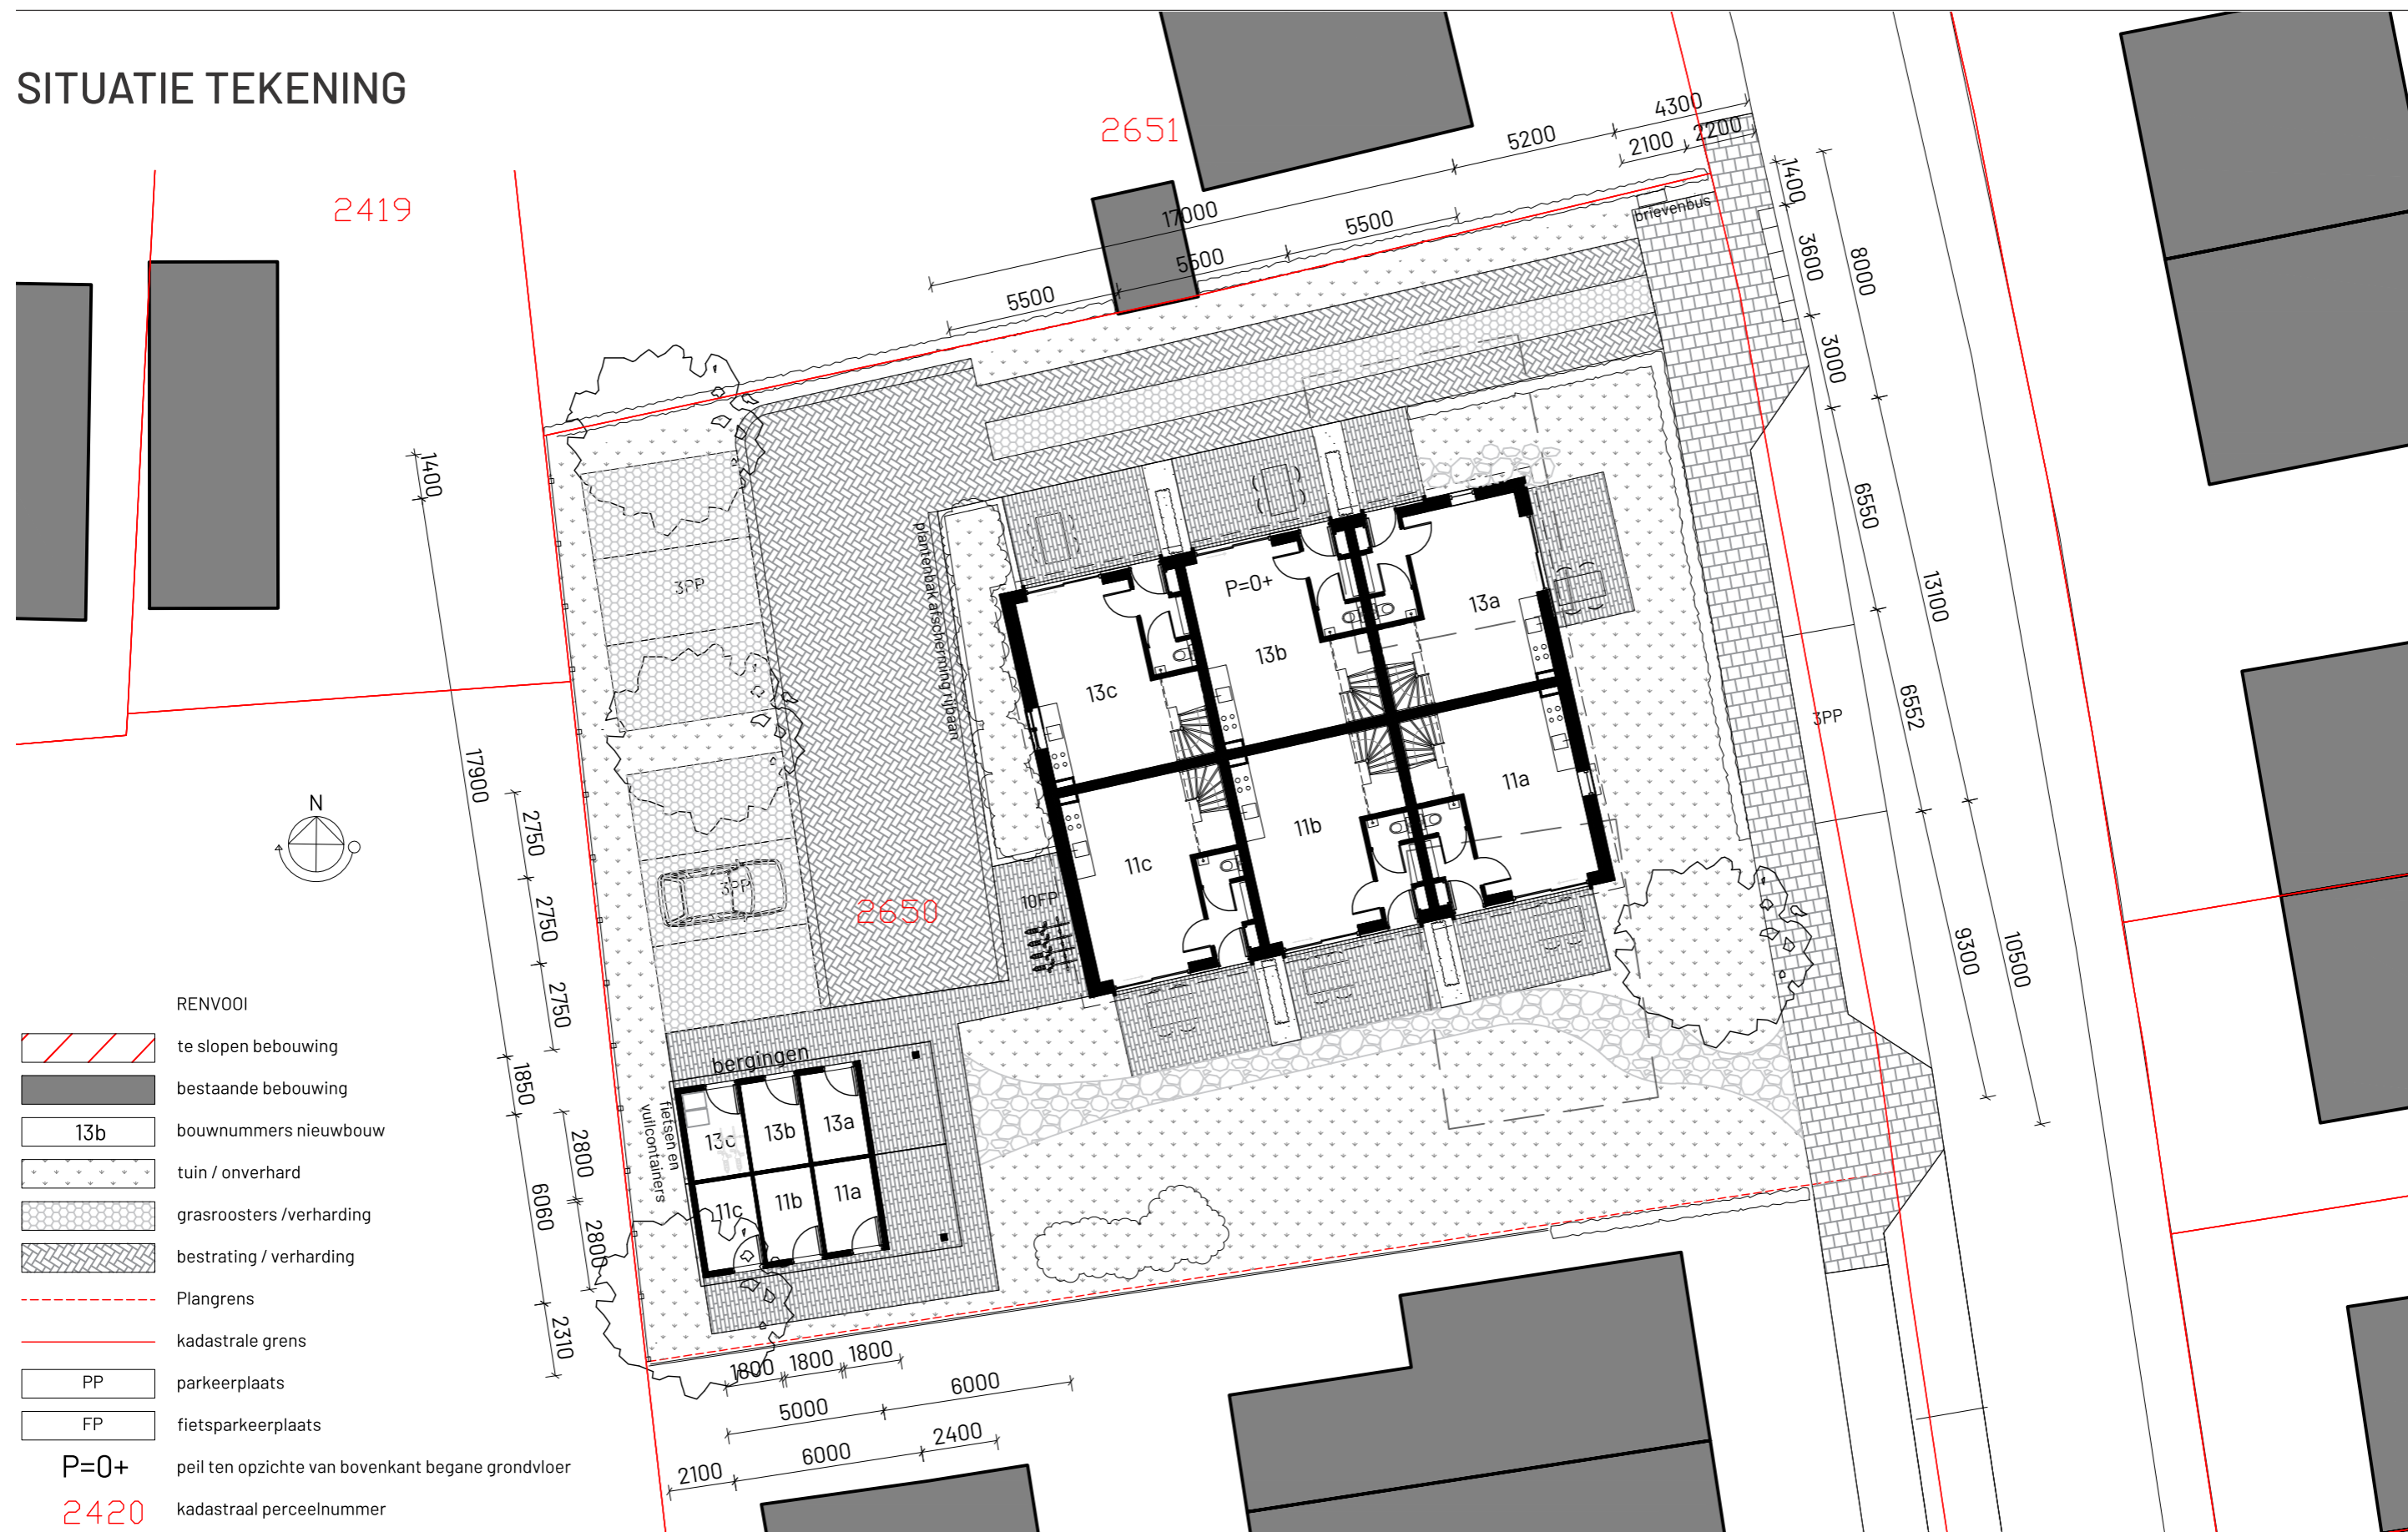 SITUATIE TEKENING
2651
2419
4300
5200
2100
2200
17000
5500
5500
5500
brievenbus
1400
3600
8000
3000
6550
13100
6552
3PP
9300
10500
1400
17900
2750
2750
2750
1850
2800
6060
2800
2310
3PP
3PP
2650
plantenbak afscherming rijbaan
10FP
P=0+
13a
13b
13c
11a
11b
11c
N
bergingen
fietsen en
vuilcontainers
13c
13b
13a
11c
11b
11a
1800
1800
1800
5000
6000
6000
2400
2100
RENVOOI
te slopen bebouwing
bestaande bebouwing
13b bouwnummers nieuwbouw
tuin / onverhard
grasroosters /verharding
bestrating / verharding
Plangrens
kadastrale grens
PP parkeerplaats
FP fietsparkeerplaats
P=0+ peil ten opzichte van bovenkant begane grondvloer
2420 kadastraal perceelnummer